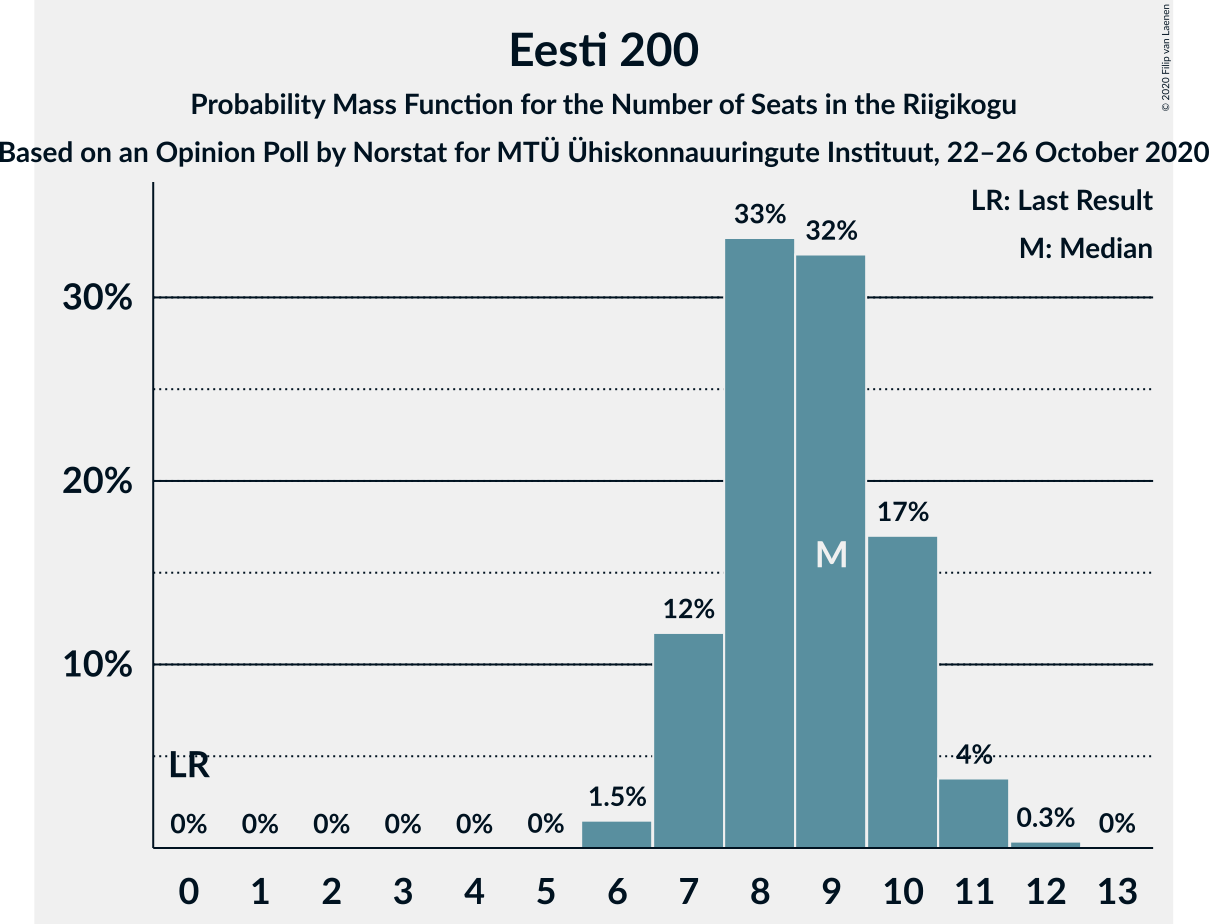 Eesti 200
Probability Mass Function for the Number of Seats in the Riigikogu
Based on an Opinion Poll by Norstat for MTÜ Ühiskonnauuringute Instituut, 22–26 October 2020
© 2020 Filip van Laenen
LR: Last Result
M: Median
33%
32%
30%
20%
17%
M
12%
10%
LR
4%
1.5%
0% 0% 0% 0% 0% 0% 0.3% 0%
0 1 2 3 4 5 6 7 8 9 10 11 12 13